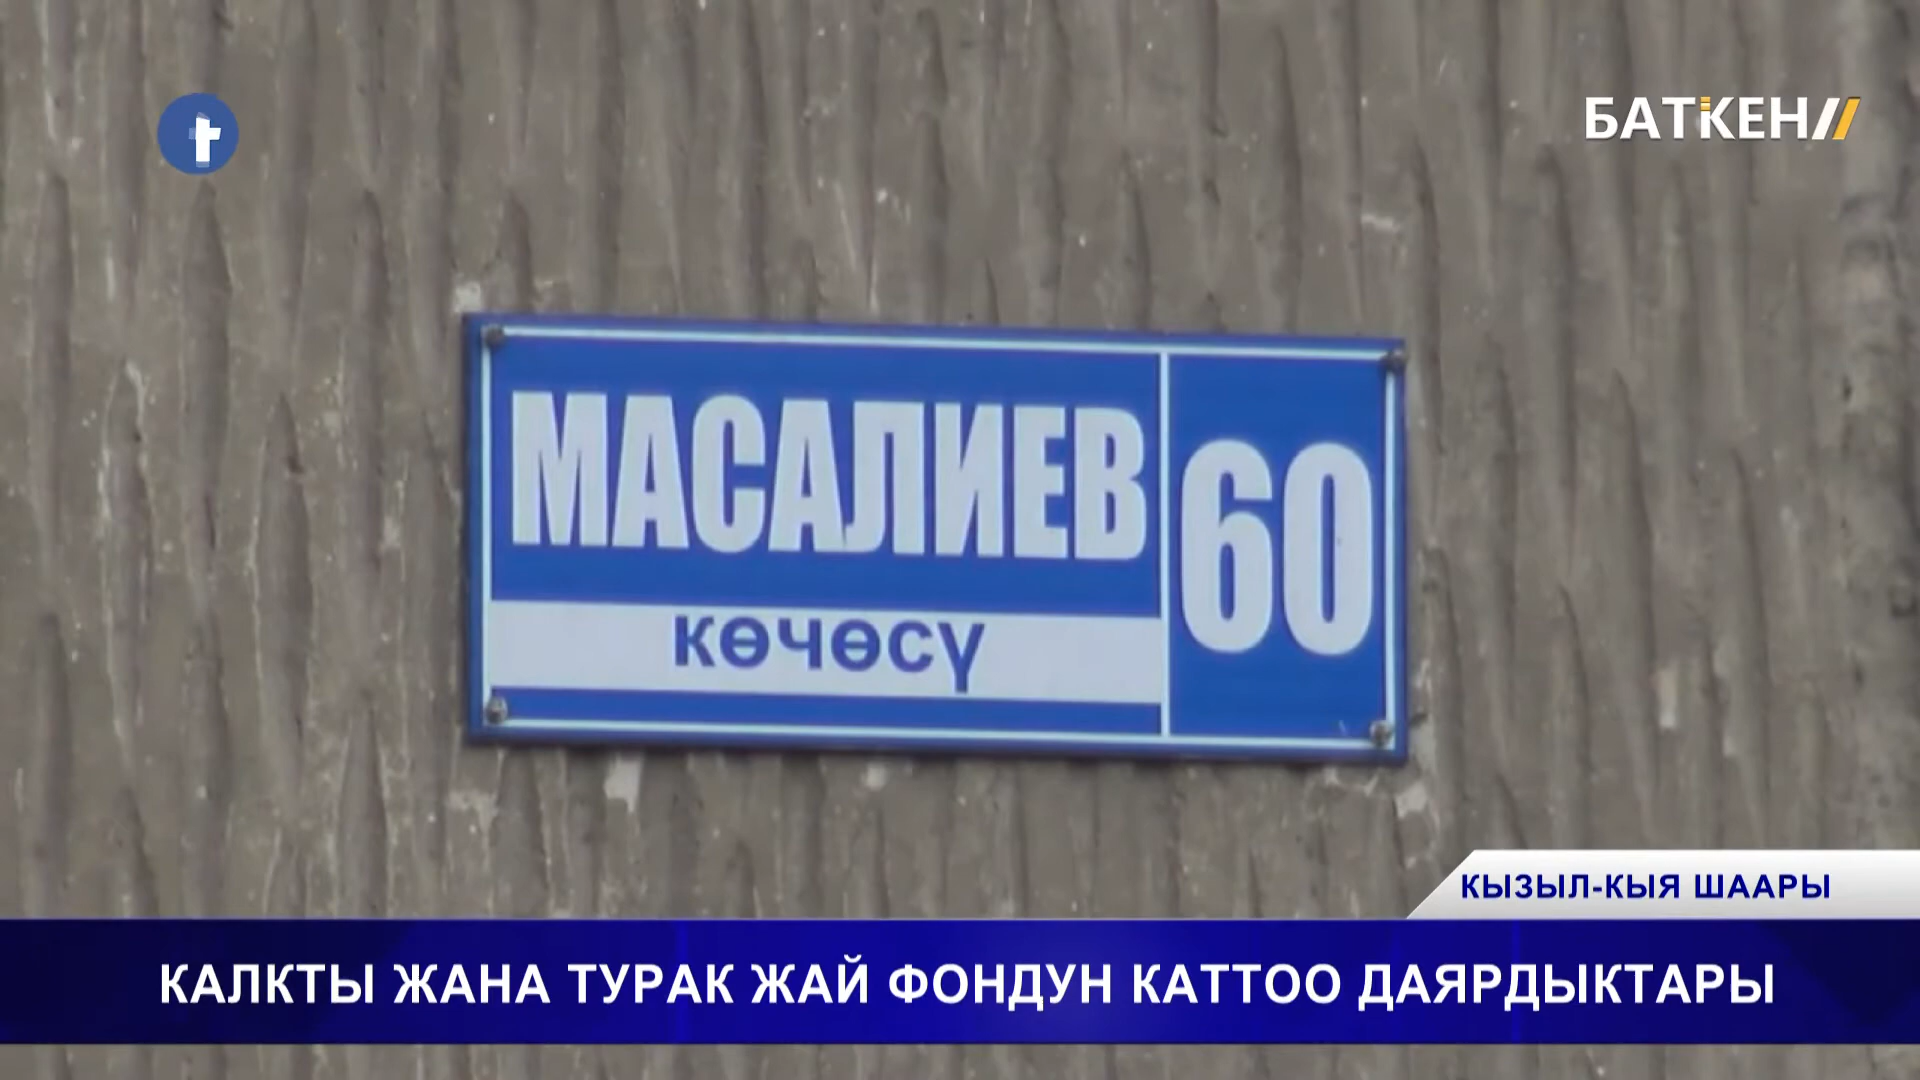 БАТКЕН
МАСАЛИЕВ
60
көчөсү
КЫЗЫЛ-КЫЯ ШААРЫ
КАЛКТЫ ЖАНА ТУРАК ЖАЙ ФОНДУН КАТТОО ДАЯРДЫКТАРЫ